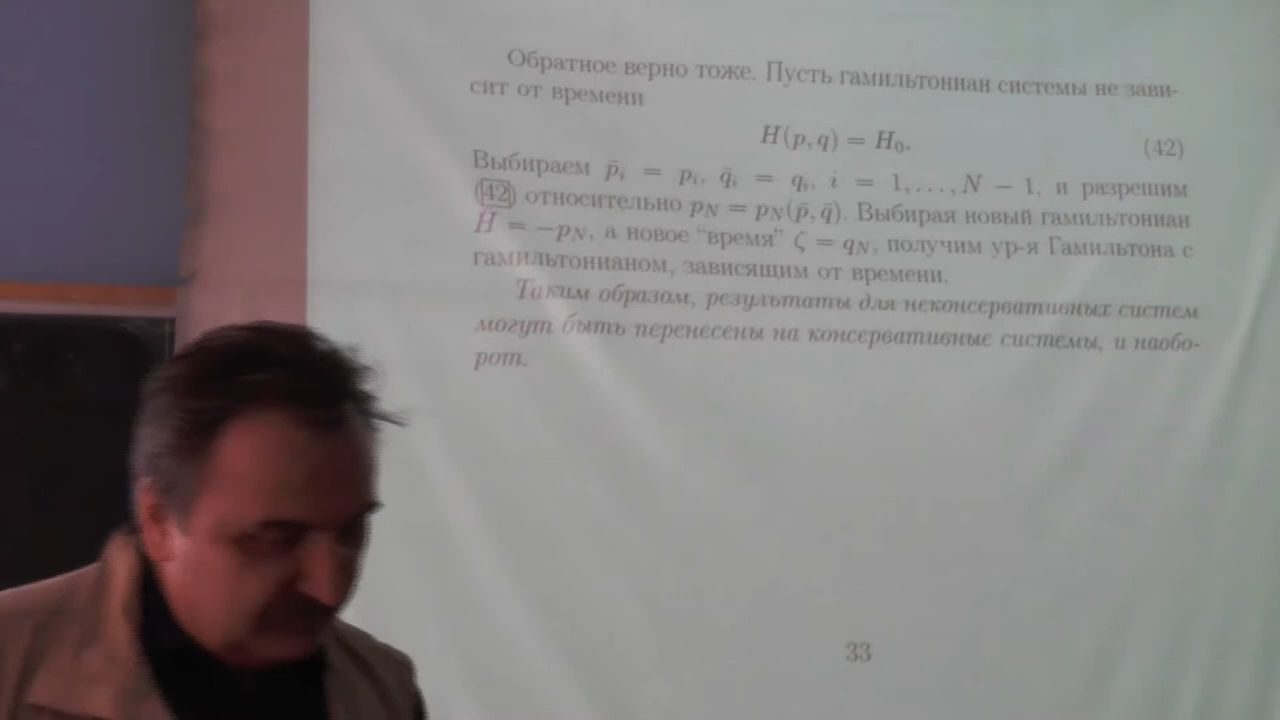 Обратное верно тоже. Пусть гамильтониан системы не зави-
сит от времени
H(p, q) = H₀. (42)
Выбираем p̄ᵢ = pᵢ, q̄ᵢ = qᵢ, i = 1, . . . , N − 1, и разрешим
(42) относительно p_N = p_N(p̄, q̄). Выбирая новый гамильтониан
H̄ = −p_N, а новое “время” ζ = q_N, получим ур-я Гамильтона с
гамильтонианом, зависящим от времени.
Таким образом, результаты для неконсервативных систем
могут быть перенесены на консервативные системы, и наобо-
рот.
33